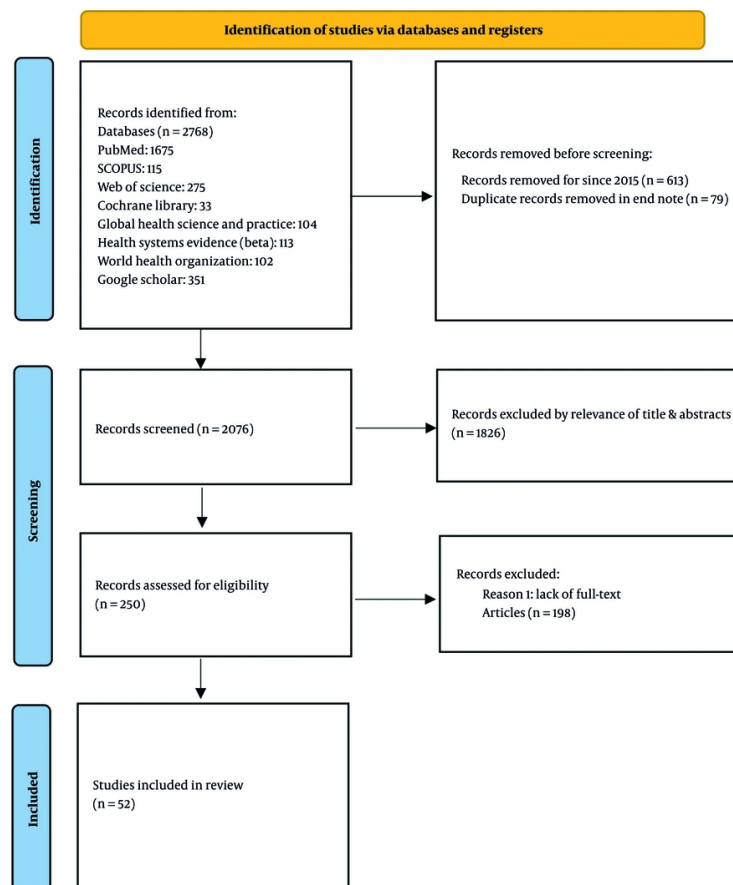 Identification of studies via databases and registers
Identification
Records identified from:
Databases (n = 2768)
PubMed: 1675
SCOPUS: 115
Web of science: 275
Cochrane library: 33
Global health science and practice: 104
Health systems evidence (beta): 113
World health organization: 102
Google scholar: 351
Records removed before screening:
Records removed for since 2015 (n = 613)
Duplicate records removed in end note (n = 79)
Screening
Records screened (n = 2076)
Records excluded by relevance of title & abstracts
(n = 1826)
Records assessed for eligibility
(n = 250)
Records excluded:
Reason 1: lack of full-text
Articles (n = 198)
Included
Studies included in review
(n = 52)